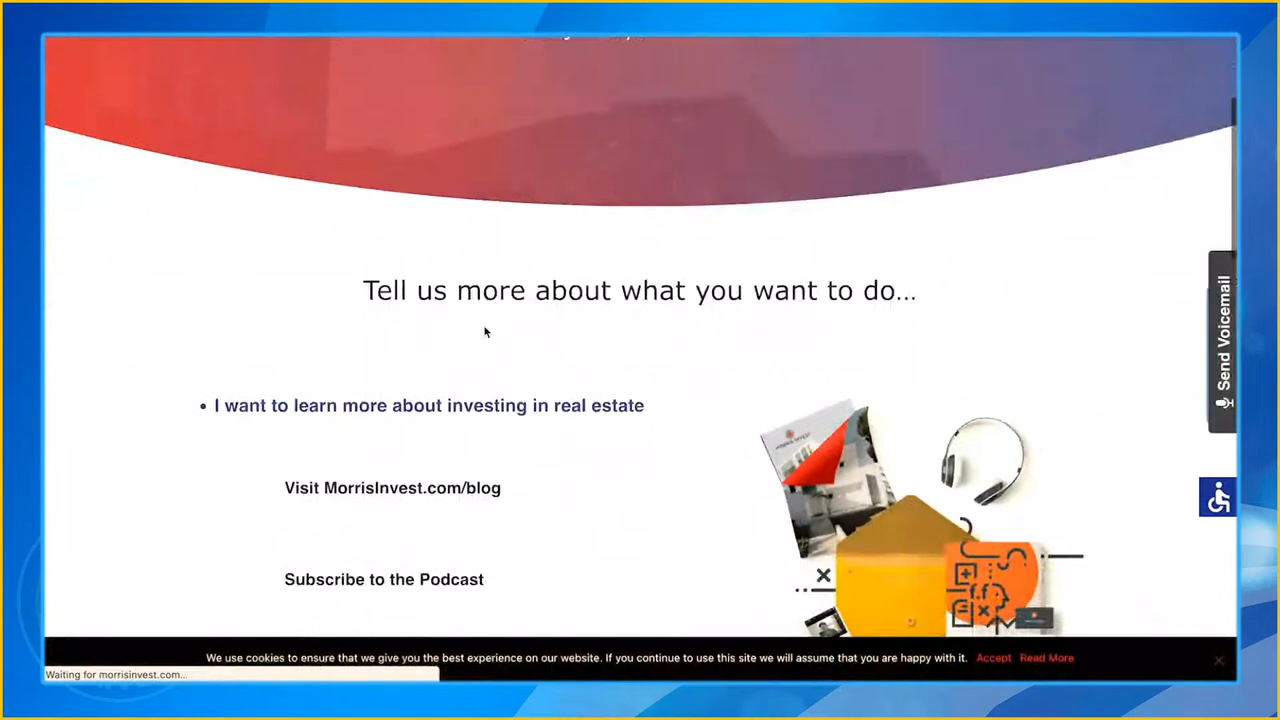 Tell us more about what you want to do...
Send Voicemail
• I want to learn more about investing in real estate
Visit MorrisInvest.com/blog
Subscribe to the Podcast
We use cookies to ensure that we give you the best experience on our website. If you continue to use this site we will assume that you are happy with it. Accept Read More
Waiting for morrisinvest.com...